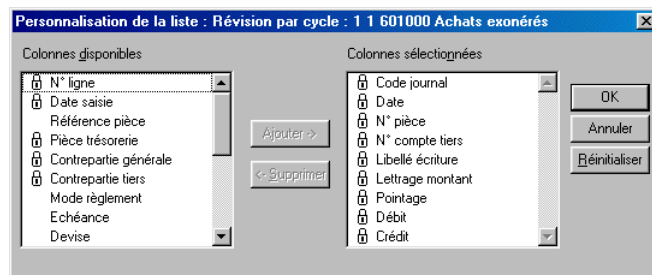 Personnalisation de la liste : Révision par cycle : 1 1 601000 Achats exonérés
Colonnes disponibles
N° ligne
Date saisie
Référence pièce
Pièce trésorerie
Contrepartie générale
Contrepartie tiers
Mode règlement
Echéance
Devise
Ajouter ->
<- Supprimer
Colonnes sélectionnées
Code journal
Date
N° pièce
N° compte tiers
Libellé écriture
Lettrage montant
Pointage
Débit
Crédit
OK
Annuler
Réinitialiser